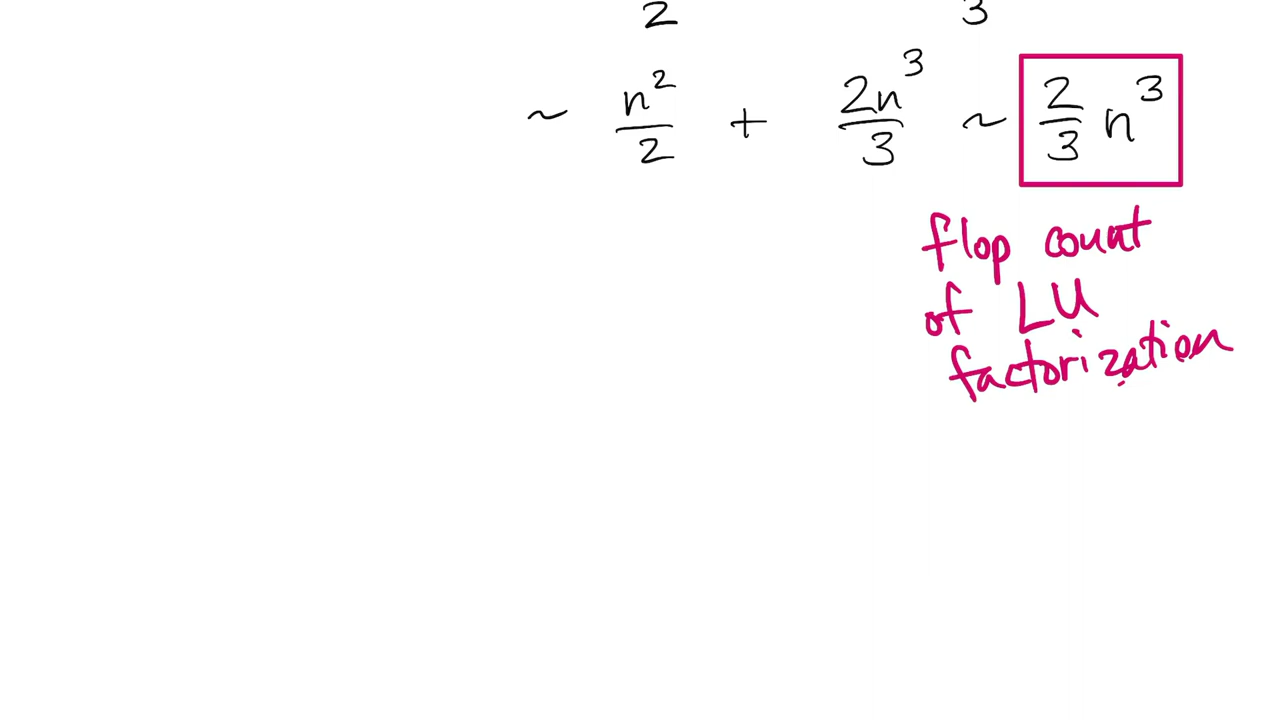 2 3
~ n²/2 + 2n³/3 ~ 2/3 n³
flop count
of LU
factorization